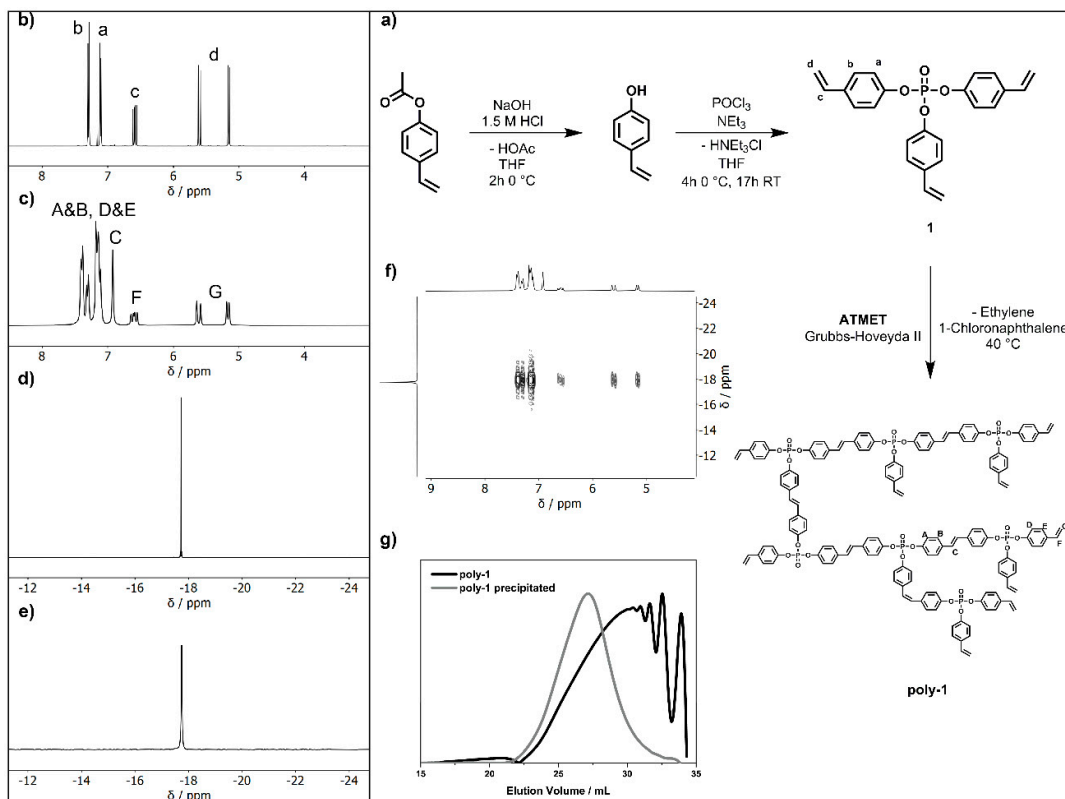 b)
b
a
c
d
8
7
6
5
4
δ / ppm
c)
A&B, D&E
C
F
G
8
7
6
5
4
δ / ppm
d)
-12
-14
-16
-18
-20
-22
-24
δ / ppm
e)
-12
-14
-16
-18
-20
-22
-24
δ / ppm
a)
O
O
NaOH
1.5 M HCl
- HOAc
THF
2h 0 °C
OH
POCl3
NEt3
- HNEt3Cl
THF
4h 0 °C, 17h RT
d
c
b
a
O
O-P-O
O
1
ATMET
Grubbs-Hoveyda II
- Ethylene
1-Chloronaphthalene
40 °C
f)
-24
-22
-20
-18
-16
-14
-12
δ / ppm
9
8
7
6
5
δ / ppm
g)
poly-1
poly-1 precipitated
15
20
25
30
35
Elution Volume / mL
A
B
C
D
E
F
G
poly-1